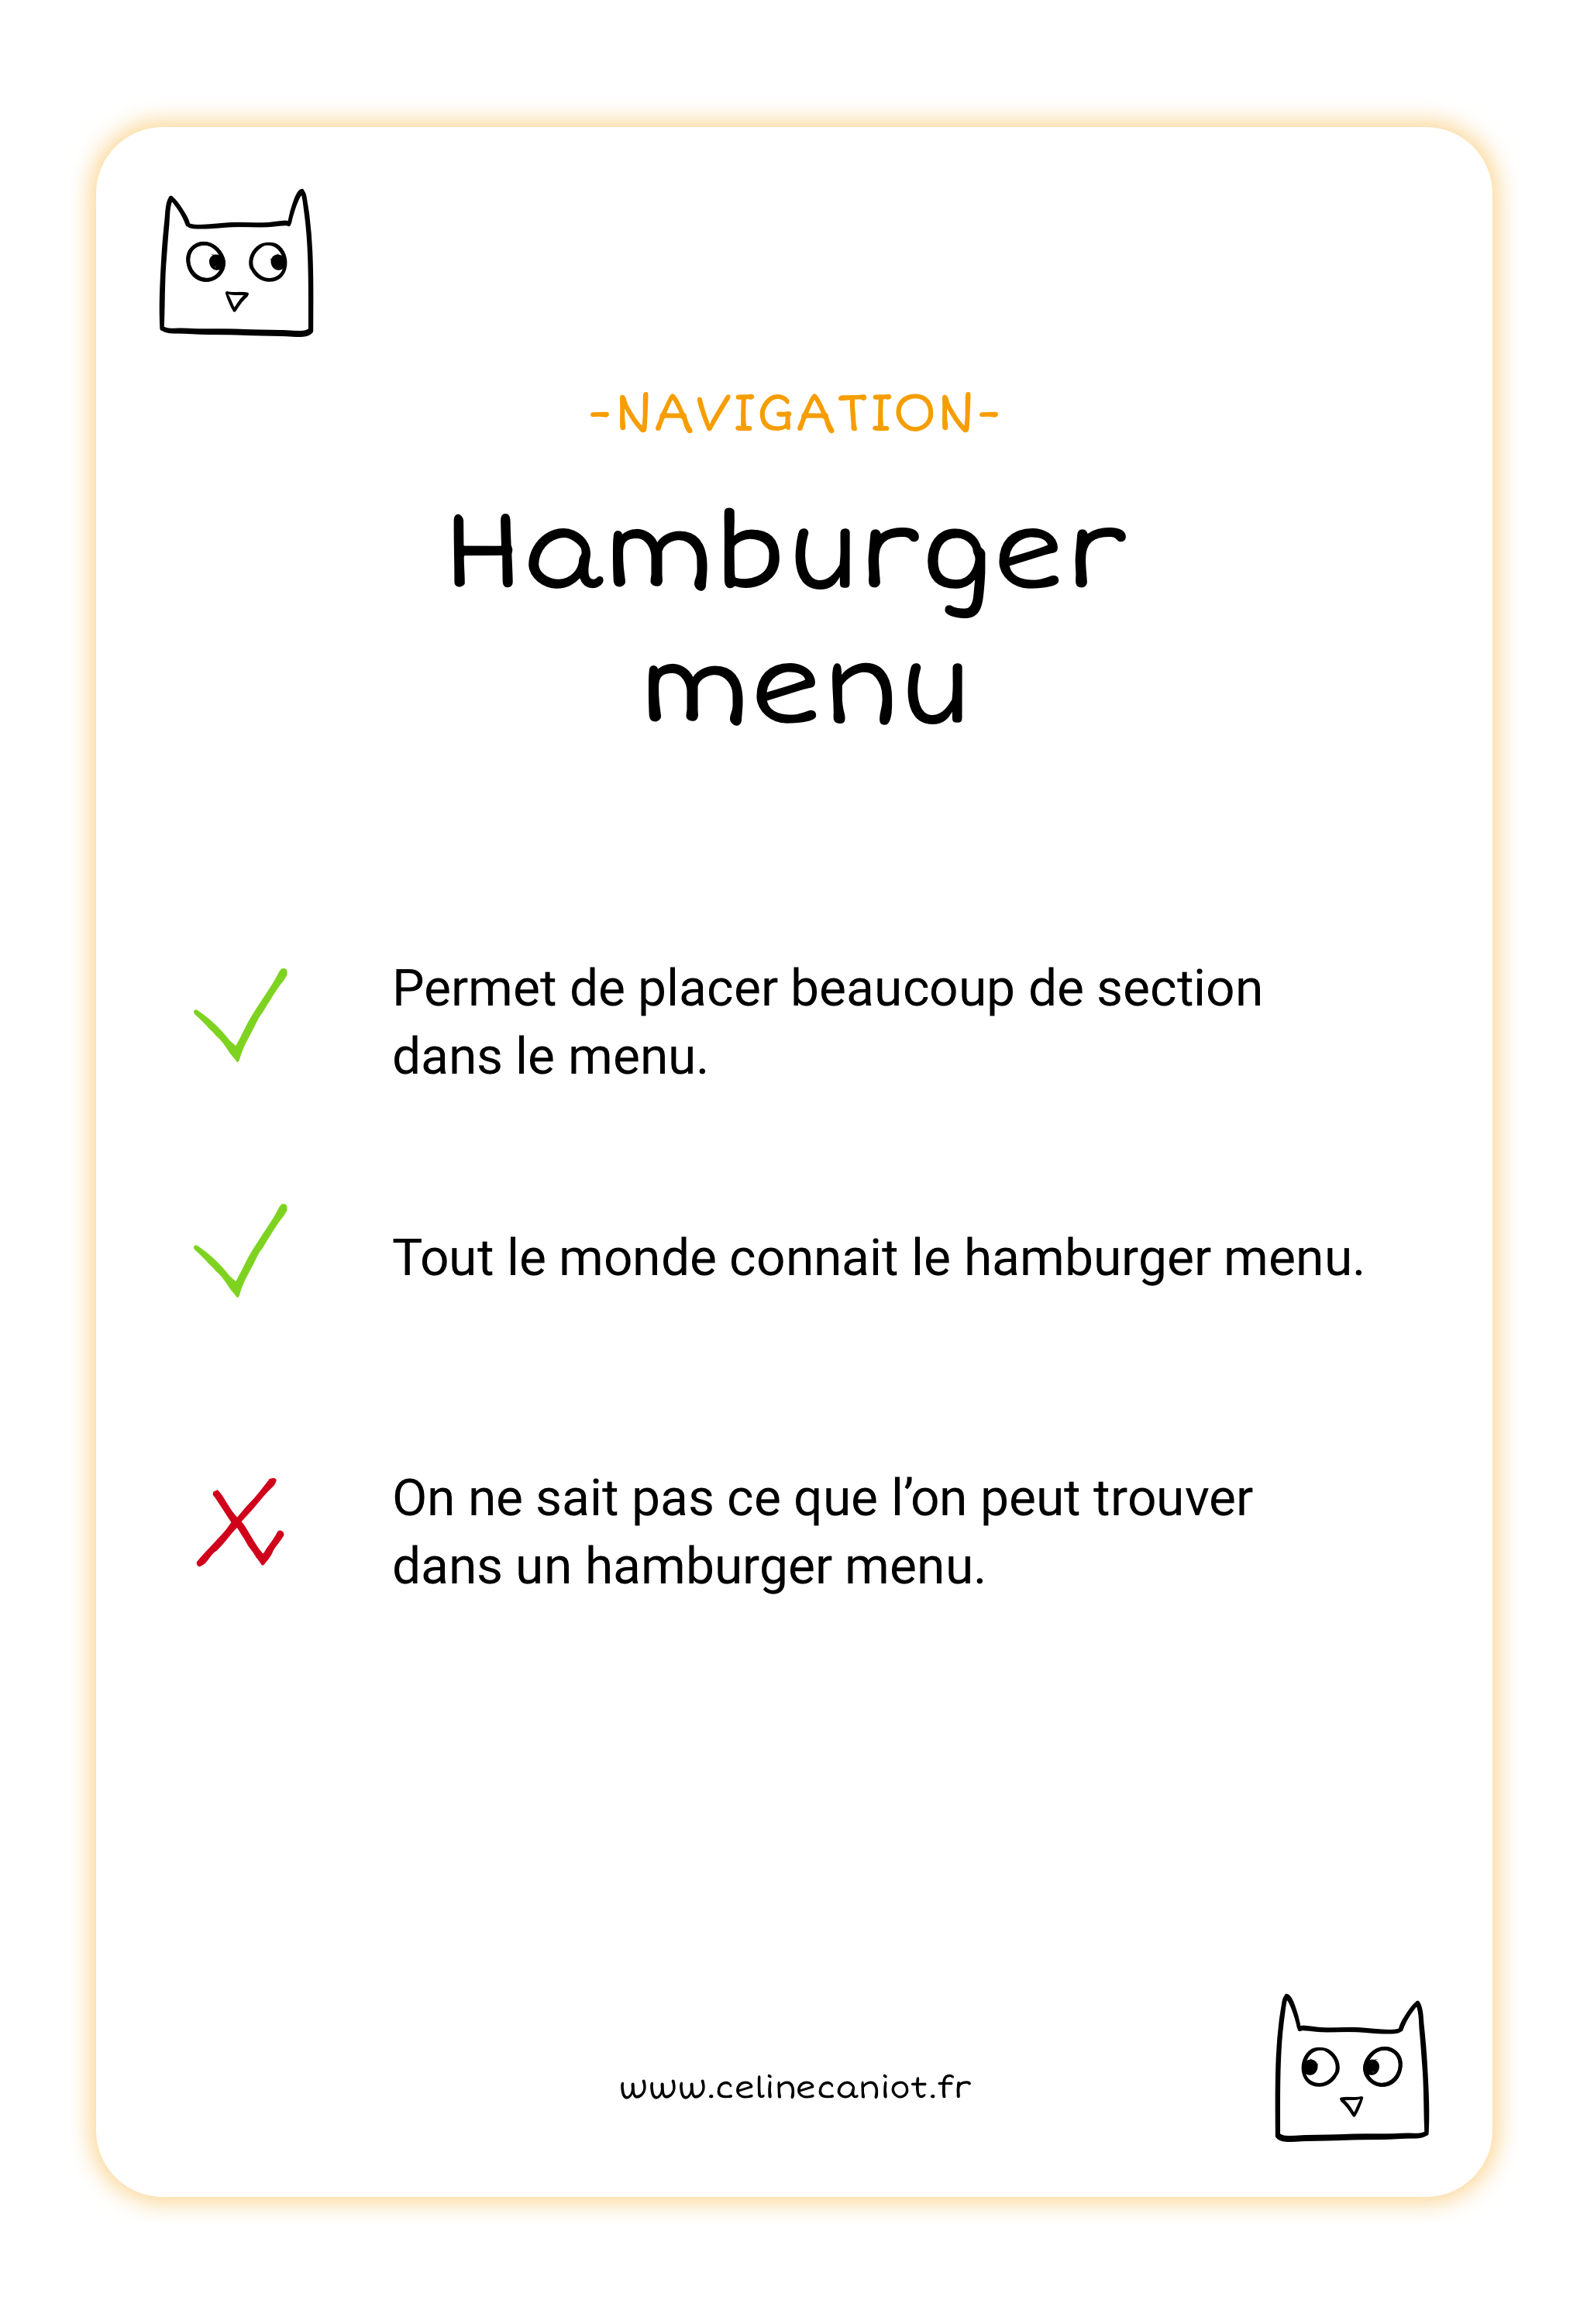 -NAVIGATION-
Hamburger
menu
Permet de placer beaucoup de section
dans le menu.
Tout le monde connait le hamburger menu.
On ne sait pas ce que l’on peut trouver
dans un hamburger menu.
www.celinecaniot.fr